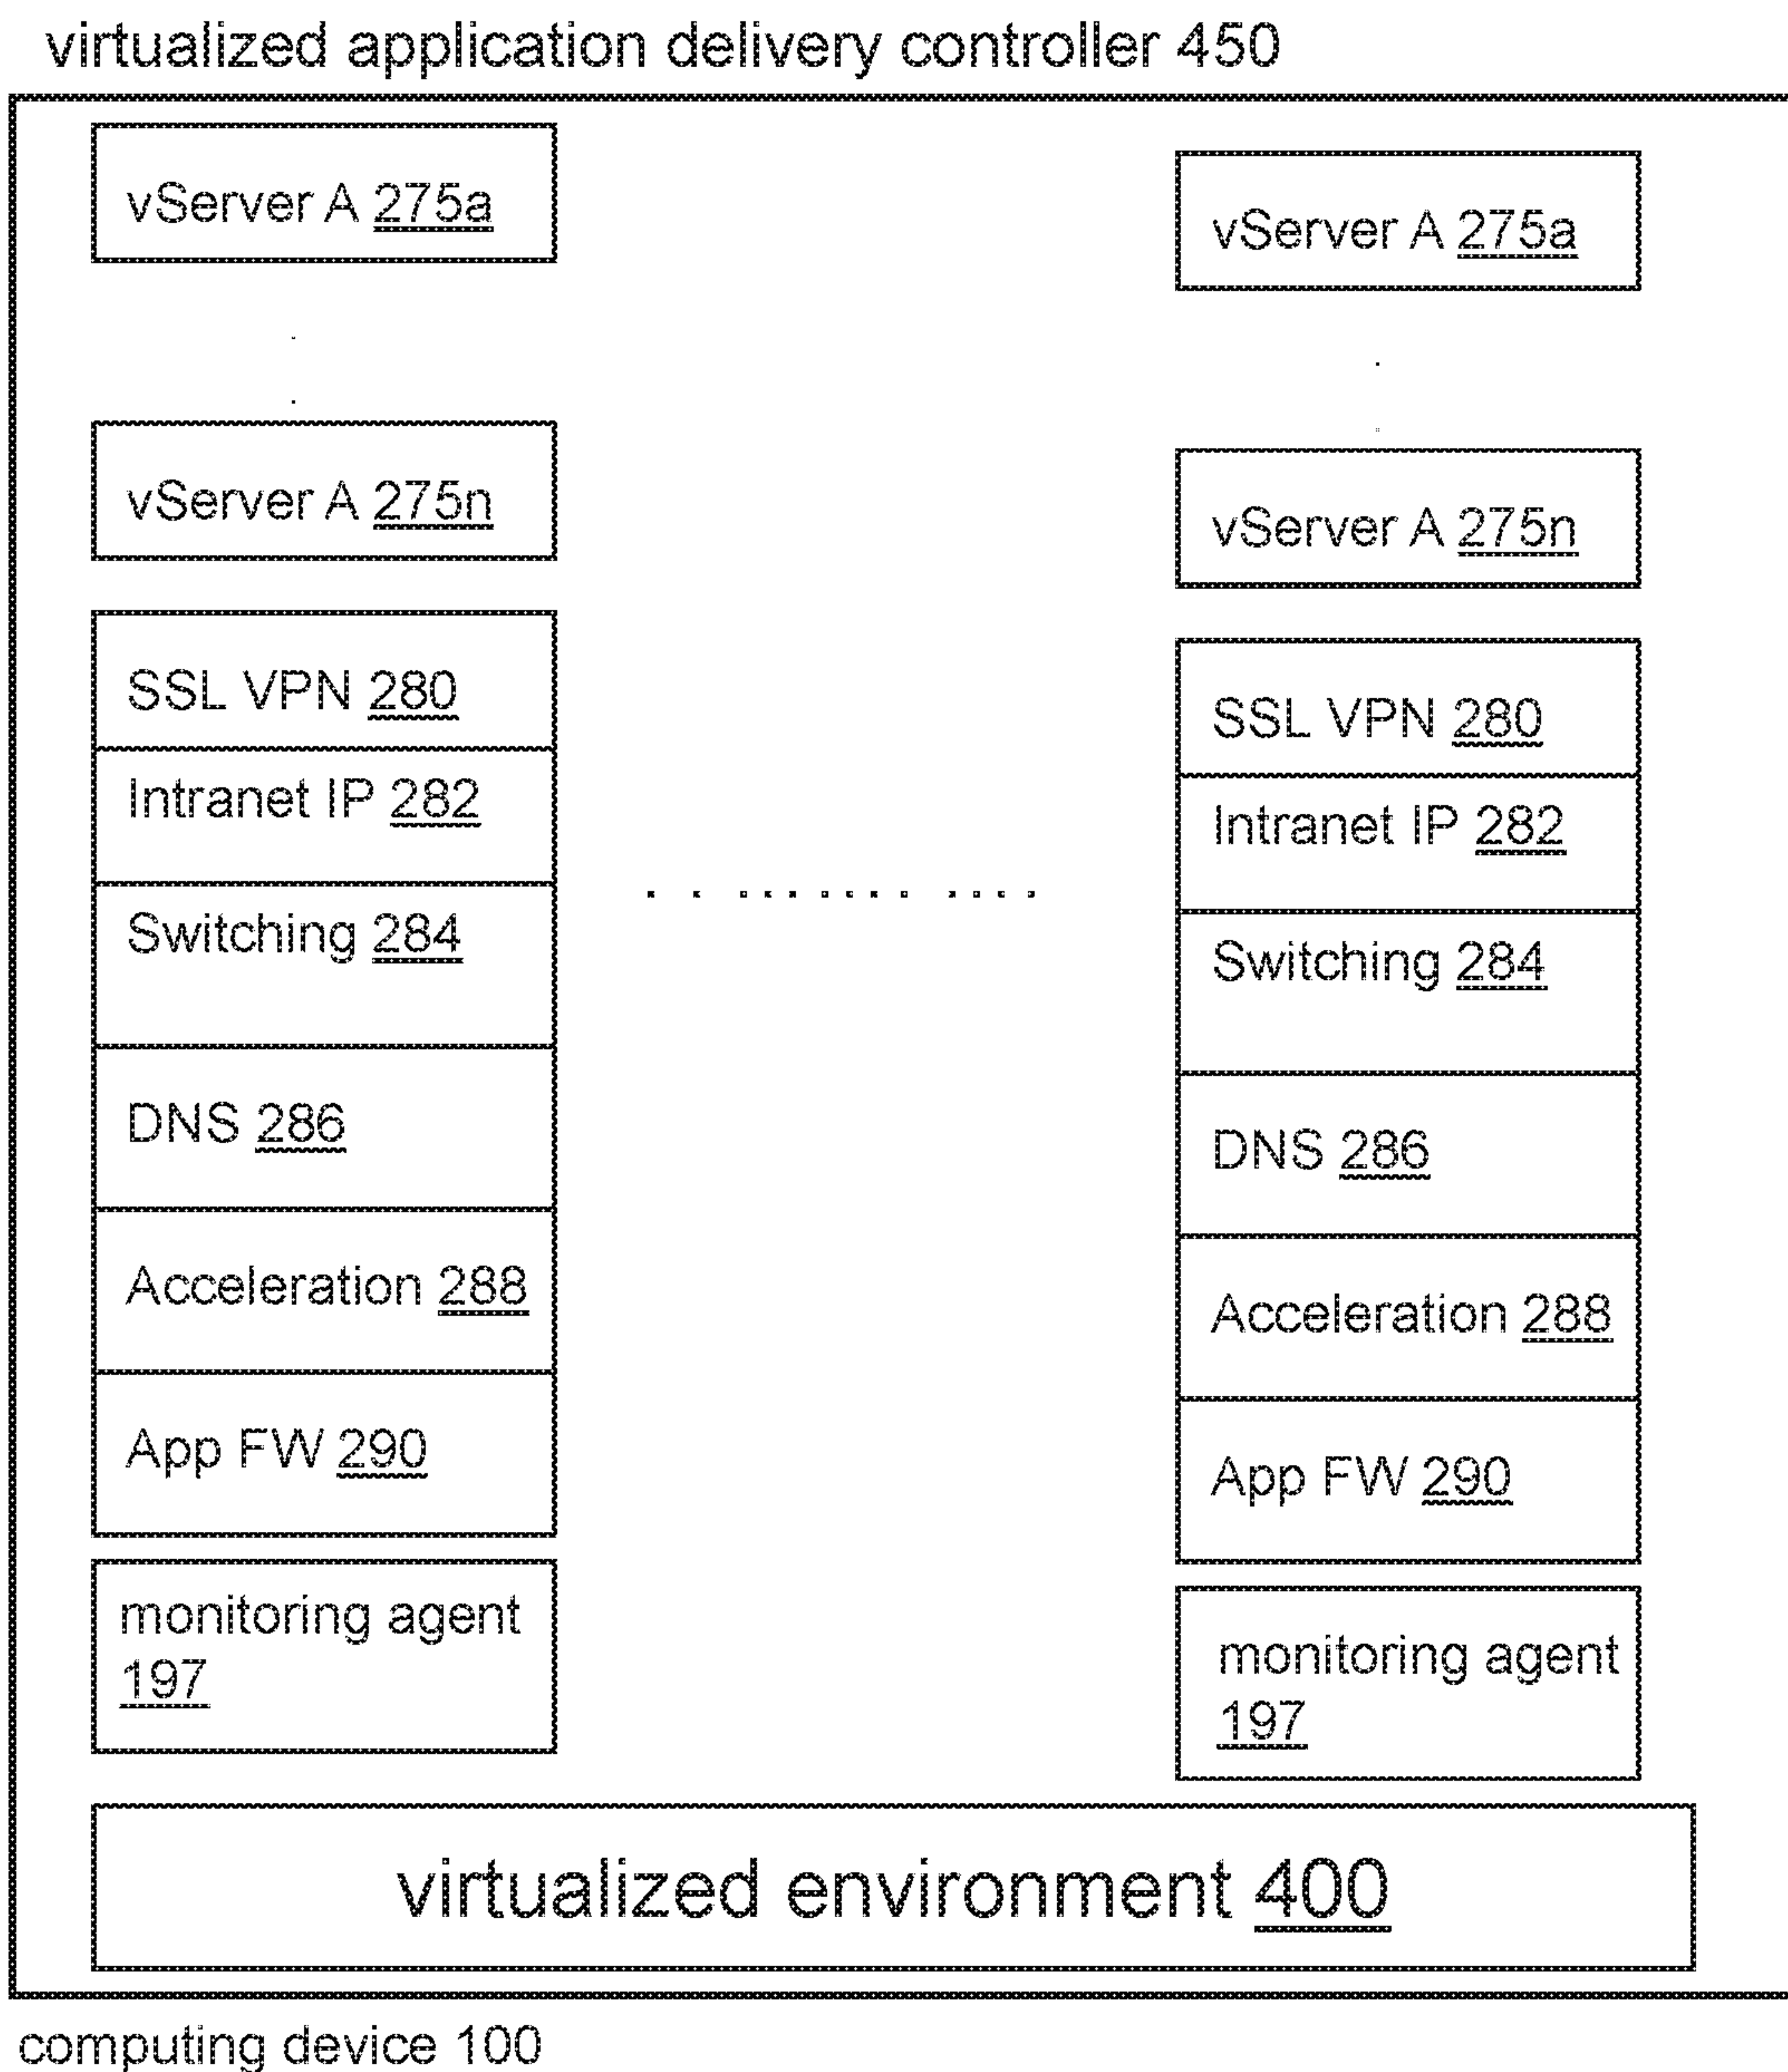 virtualized application delivery controller 450
vServer A 275a
vServer A 275n
SSL VPN 280
Intranet IP 282
Switching 284
DNS 286
Acceleration 288
App FW 290
monitoring agent
197
vServer A 275a
vServer A 275n
SSL VPN 280
Intranet IP 282
Switching 284
DNS 286
Acceleration 288
App FW 290
monitoring agent
197
virtualized environment 400
computing device 100